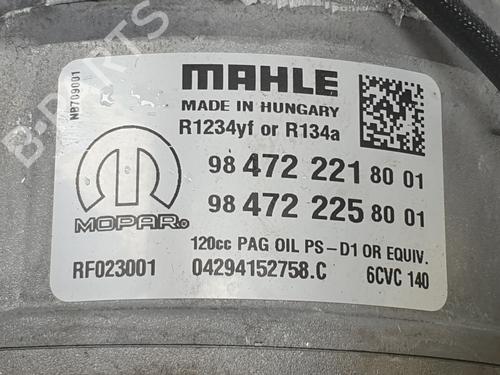 B-PARTS
NB709001
MAHLE
MADE IN HUNGARY
R1234yf or R134a
98 472 221 80 01
98 472 225 80 01
MOPAR®
120cc PAG OIL PS-D1 OR EQUIV.
RF023001 04294152758.C 6CVC 140